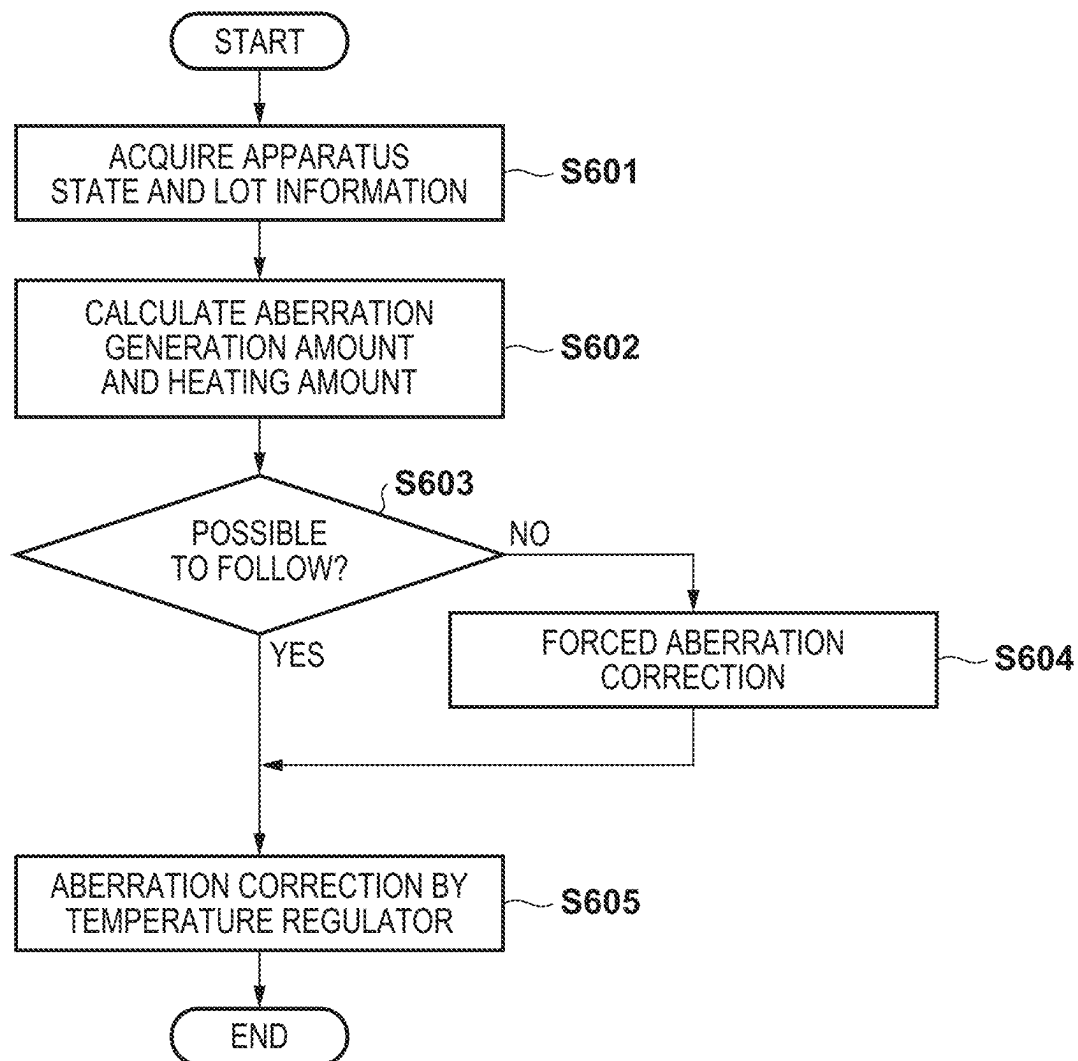 START
ACQUIRE APPARATUS
STATE AND LOT INFORMATION
S601
CALCULATE ABERRATION
GENERATION AMOUNT
AND HEATING AMOUNT
S602
S603
POSSIBLE
TO FOLLOW?
NO
YES
FORCED ABERRATION
CORRECTION
S604
ABERRATION CORRECTION BY
TEMPERATURE REGULATOR
S605
END